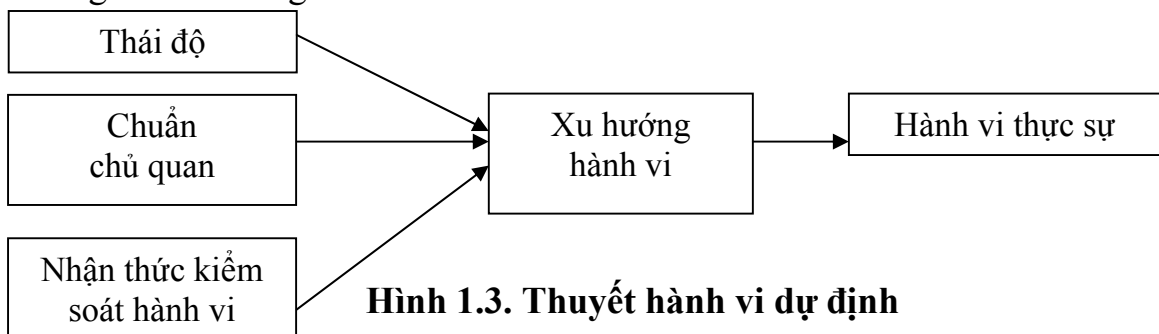 Thái độ
Chuẩn
chủ quan
Xu hướng
hành vi
Hành vi thực sự
Nhận thức kiểm
soát hành vi
Hình 1.3. Thuyết hành vi dự định